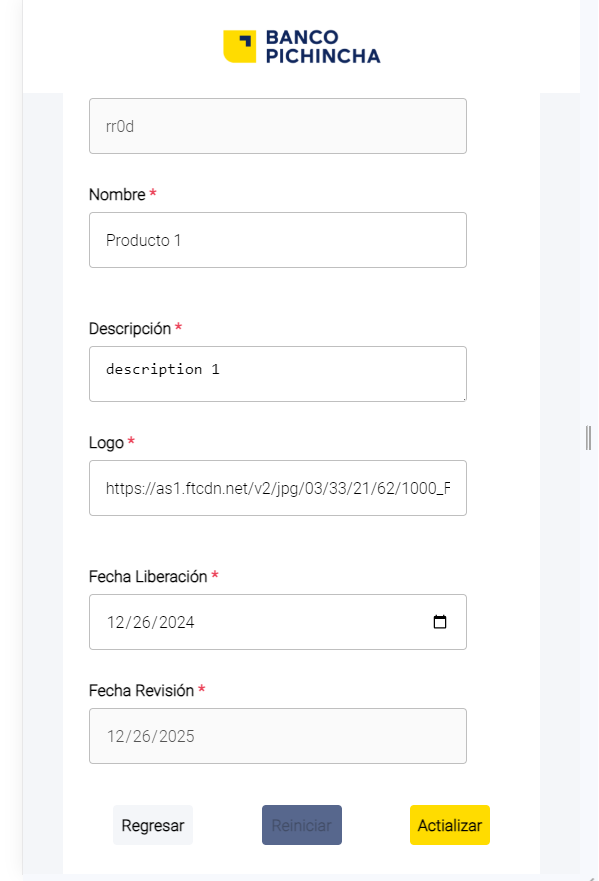 BANCO
PICHINCHA
rr0d
Nombre *
Producto 1
Descripción *
description 1
Logo *
https://as1.ftcdn.net/v2/jpg/03/33/21/62/1000_F
Fecha Liberación *
12/26/2024
Fecha Revisión *
12/26/2025
Regresar
Reiniciar
Actializar